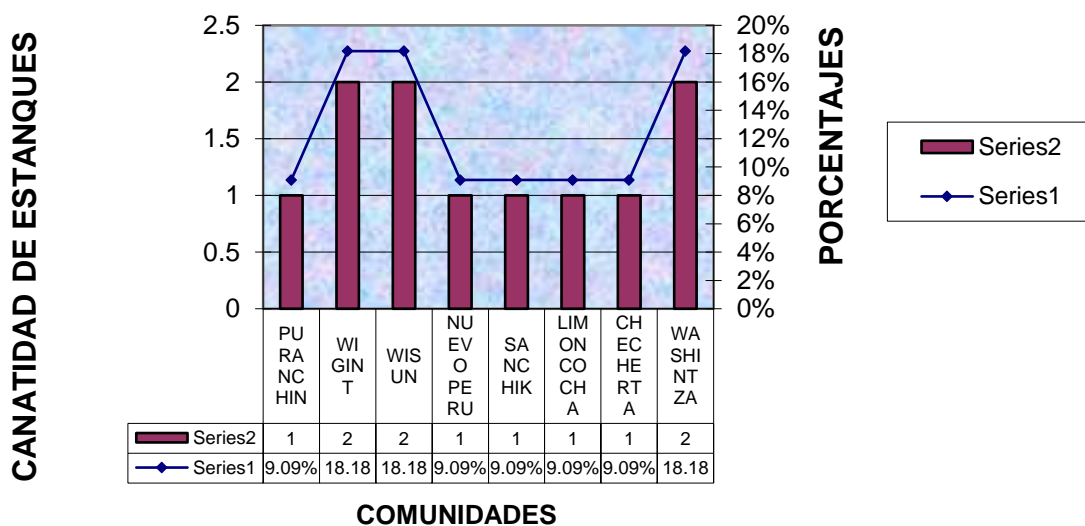 CANATIDAD DE ESTANQUES
2.5
2
1.5
1
0.5
0
20%
18%
16%
14%
12%
10%
8%
6%
4%
2%
0%
PORCENTAJES
Series2
Series1
PU
RA
NC
HIN
WI
GIN
T
WIS
UN
NU
EV
O
PE
RU
SA
NC
HIK
LIM
ON
CO
CH
A
CH
EC
HE
RT
A
WA
SHI
NT
ZA
Series2 1 2 2 1 1 1 1 2
Series1 9.09% 18.18 18.18 9.09% 9.09% 9.09% 9.09% 18.18
COMUNIDADES